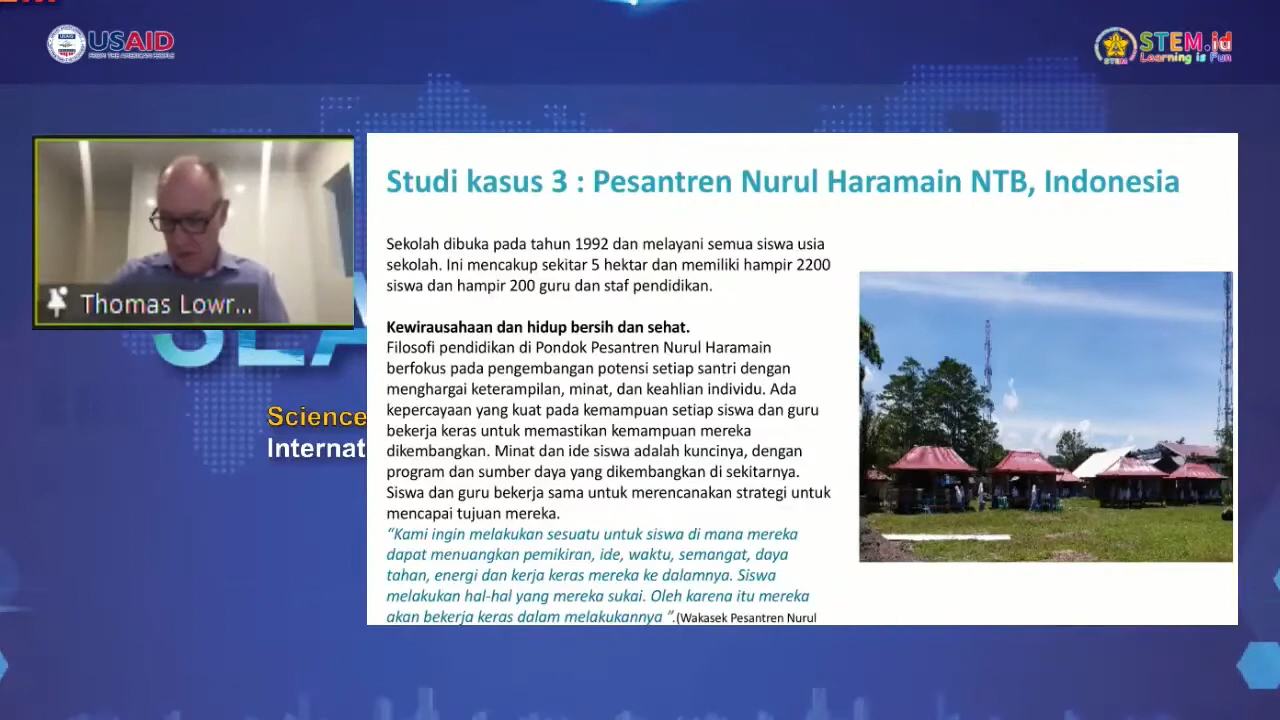 USAID
FROM THE AMERICAN PEOPLE
STEM.id
Learning is Fun
STEM
Studi kasus 3 : Pesantren Nurul Haramain NTB, Indonesia
Sekolah dibuka pada tahun 1992 dan melayani semua siswa usia
sekolah. Ini mencakup sekitar 5 hektar dan memiliki hampir 2200
siswa dan hampir 200 guru dan staf pendidikan.
Kewirausahaan dan hidup bersih dan sehat.
Filosofi pendidikan di Pondok Pesantren Nurul Haramain
berfokus pada pengembangan potensi setiap santri dengan
menghargai keterampilan, minat, dan keahlian individu. Ada
kepercayaan yang kuat pada kemampuan setiap siswa dan guru
bekerja keras untuk memastikan kemampuan mereka
dikembangkan. Minat dan ide siswa adalah kuncinya, dengan
program dan sumber daya yang dikembangkan di sekitarnya.
Siswa dan guru bekerja sama untuk merencanakan strategi untuk
mencapai tujuan mereka.
“Kami ingin melakukan sesuatu untuk siswa di mana mereka
dapat menuangkan pemikiran, ide, waktu, semangat, daya
tahan, energi dan kerja keras mereka ke dalamnya. Siswa
melakukan hal-hal yang mereka sukai. Oleh karena itu mereka
akan bekerja keras dalam melakukannya ”.(Wakasek Pesantren Nurul
Thomas Lowr...
Science
Internat